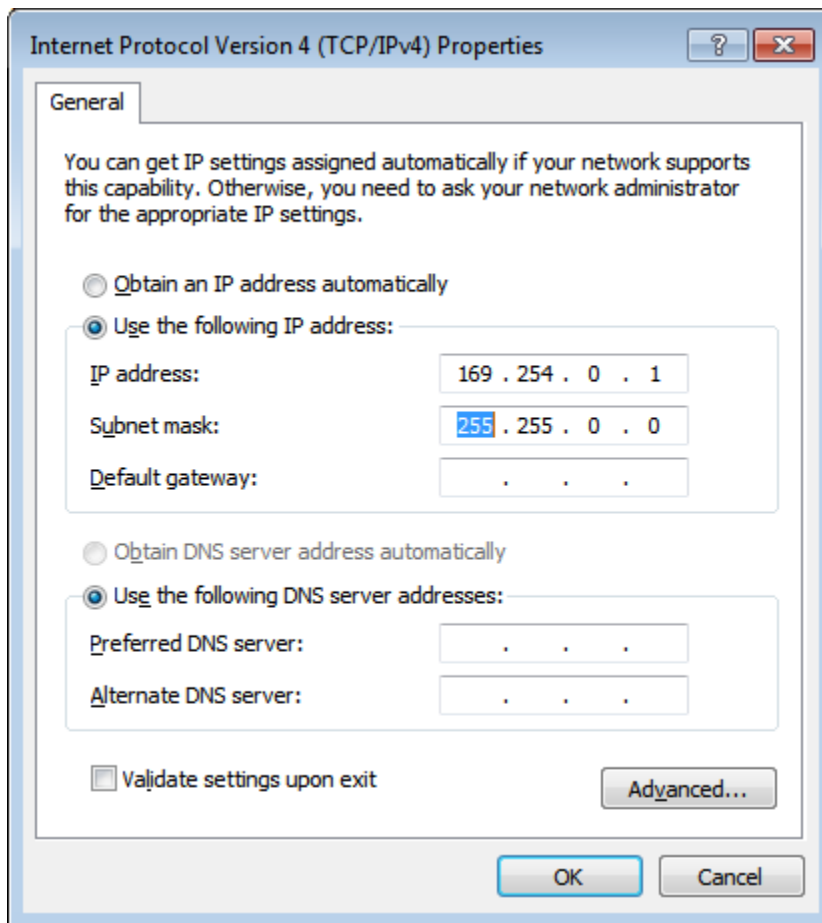 Internet Protocol Version 4 (TCP/IPv4) Properties
?
General
You can get IP settings assigned automatically if your network supports
this capability. Otherwise, you need to ask your network administrator
for the appropriate IP settings.
Obtain an IP address automatically
Use the following IP address:
IP address: 169 . 254 . 0 . 1
Subnet mask: 255 . 255 . 0 . 0
Default gateway: . . .
Obtain DNS server address automatically
Use the following DNS server addresses:
Preferred DNS server: . . .
Alternate DNS server: . . .
Validate settings upon exit
Advanced...
OK Cancel